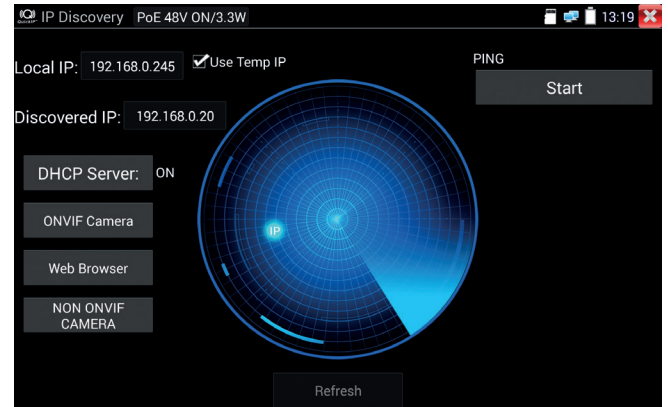 IP Discovery PoE 48V ON/3.3W 13:19
Local IP: 192.168.0.245 Use Temp IP
PING
Start
Discovered IP: 192.168.0.20
DHCP Server: ON
ONVIF Camera
IP
Web Browser
NON ONVIF
CAMERA
Refresh